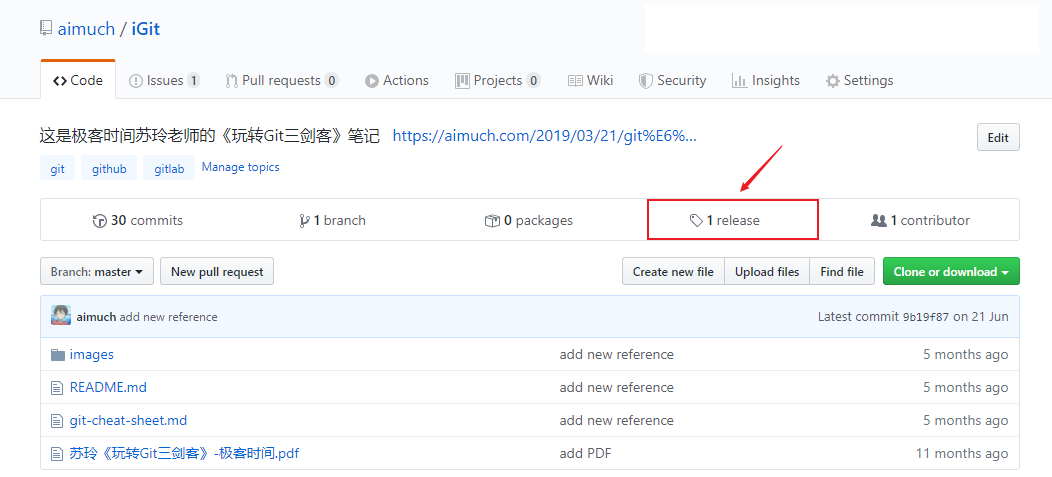 aimuch / iGit
Code Issues 1 Pull requests 0 Actions Projects 0 Wiki Security Insights Settings
这是极客时间苏玲老师的《玩转Git三剑客》笔记 https://aimuch.com/2019/03/21/git%E6%... Edit
git github gitlab Manage topics
30 commits 1 branch 0 packages 1 release 1 contributor
Branch: master New pull request Create new file Upload files Find file Clone or download
aimuch add new reference Latest commit 9b19f87 on 21 Jun
images add new reference 5 months ago
README.md add new reference 5 months ago
git-cheat-sheet.md add new reference 5 months ago
苏玲《玩转Git三剑客》-极客时间.pdf add PDF 11 months ago